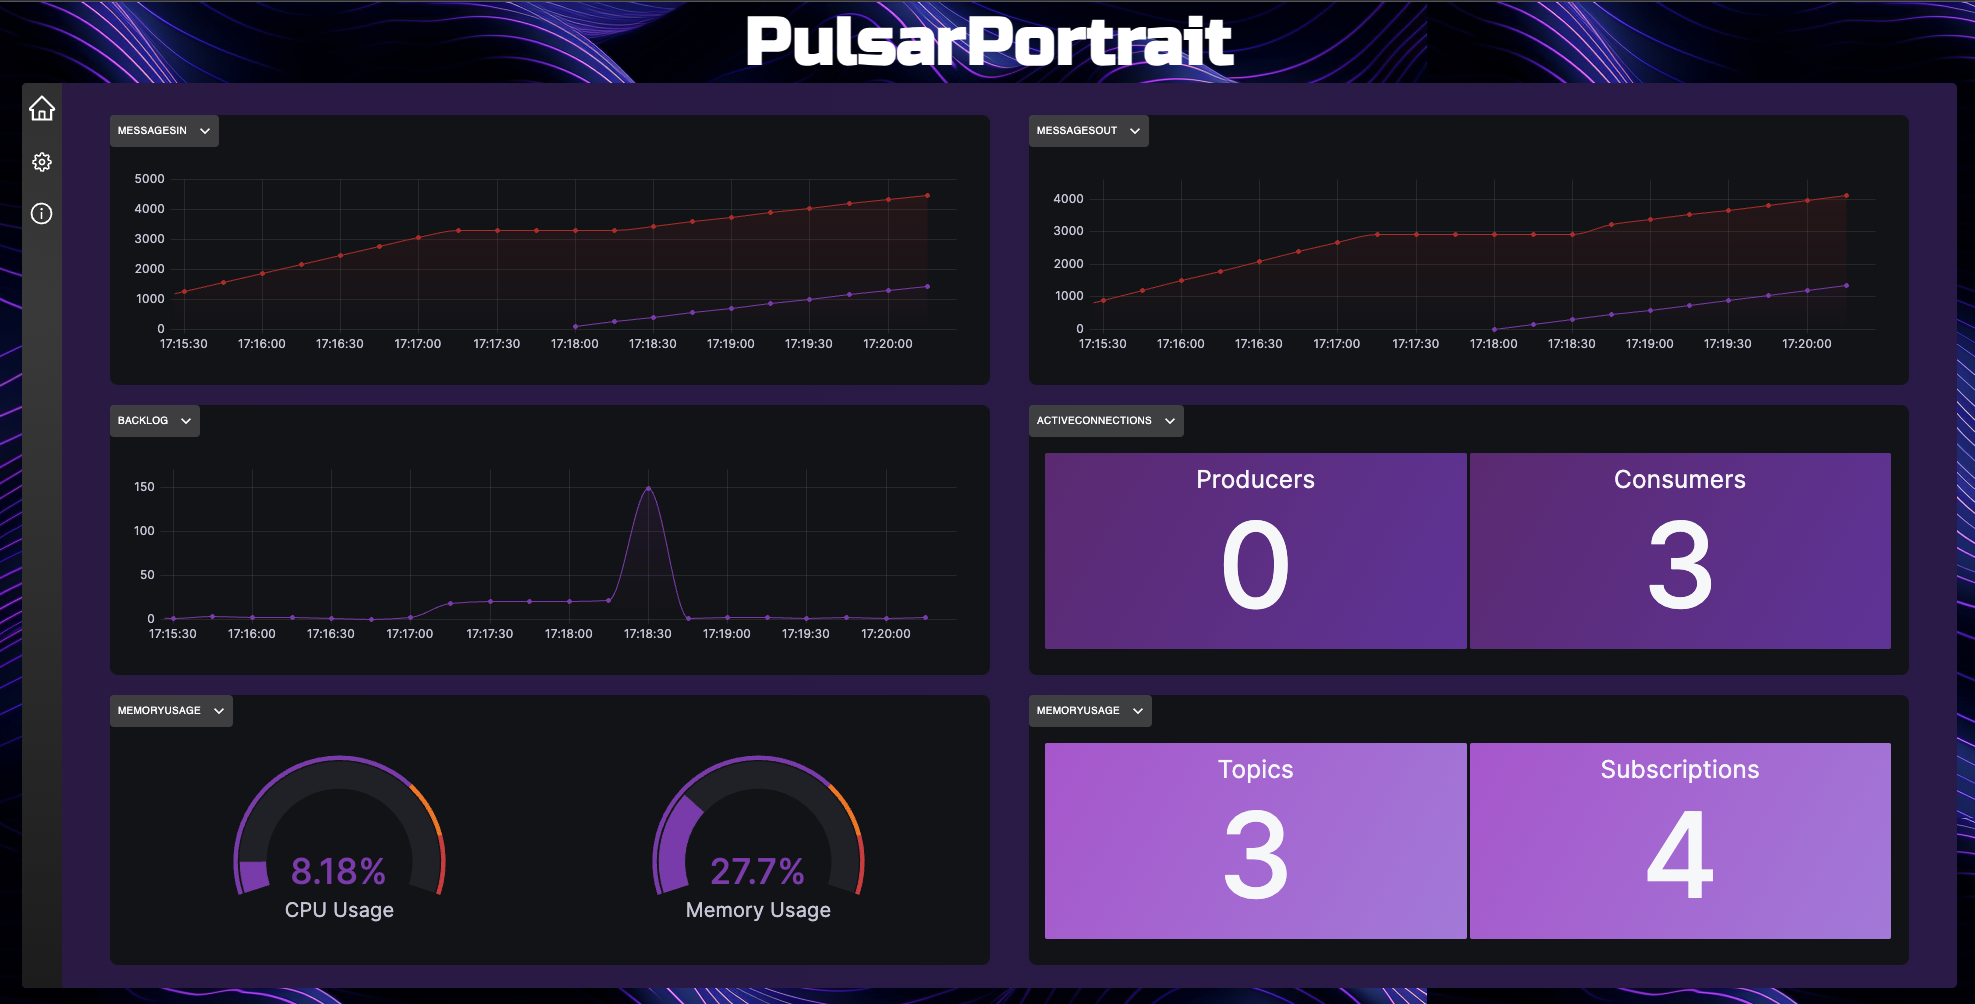 PulsarPortrait
MESSAGESIN
5000
4000
3000
2000
1000
0
17:15:30 17:16:00 17:16:30 17:17:00 17:17:30 17:18:00 17:18:30 17:19:00 17:19:30 17:20:00
MESSAGESOUT
4000
3000
2000
1000
0
17:15:30 17:16:00 17:16:30 17:17:00 17:17:30 17:18:00 17:18:30 17:19:00 17:19:30 17:20:00
BACKLOG
150
100
50
0
17:15:30 17:16:00 17:16:30 17:17:00 17:17:30 17:18:00 17:18:30 17:19:00 17:19:30 17:20:00
ACTIVECONNECTIONS
Producers
0
Consumers
3
MEMORYUSAGE
8.18%
CPU Usage
27.7%
Memory Usage
MEMORYUSAGE
Topics
3
Subscriptions
4